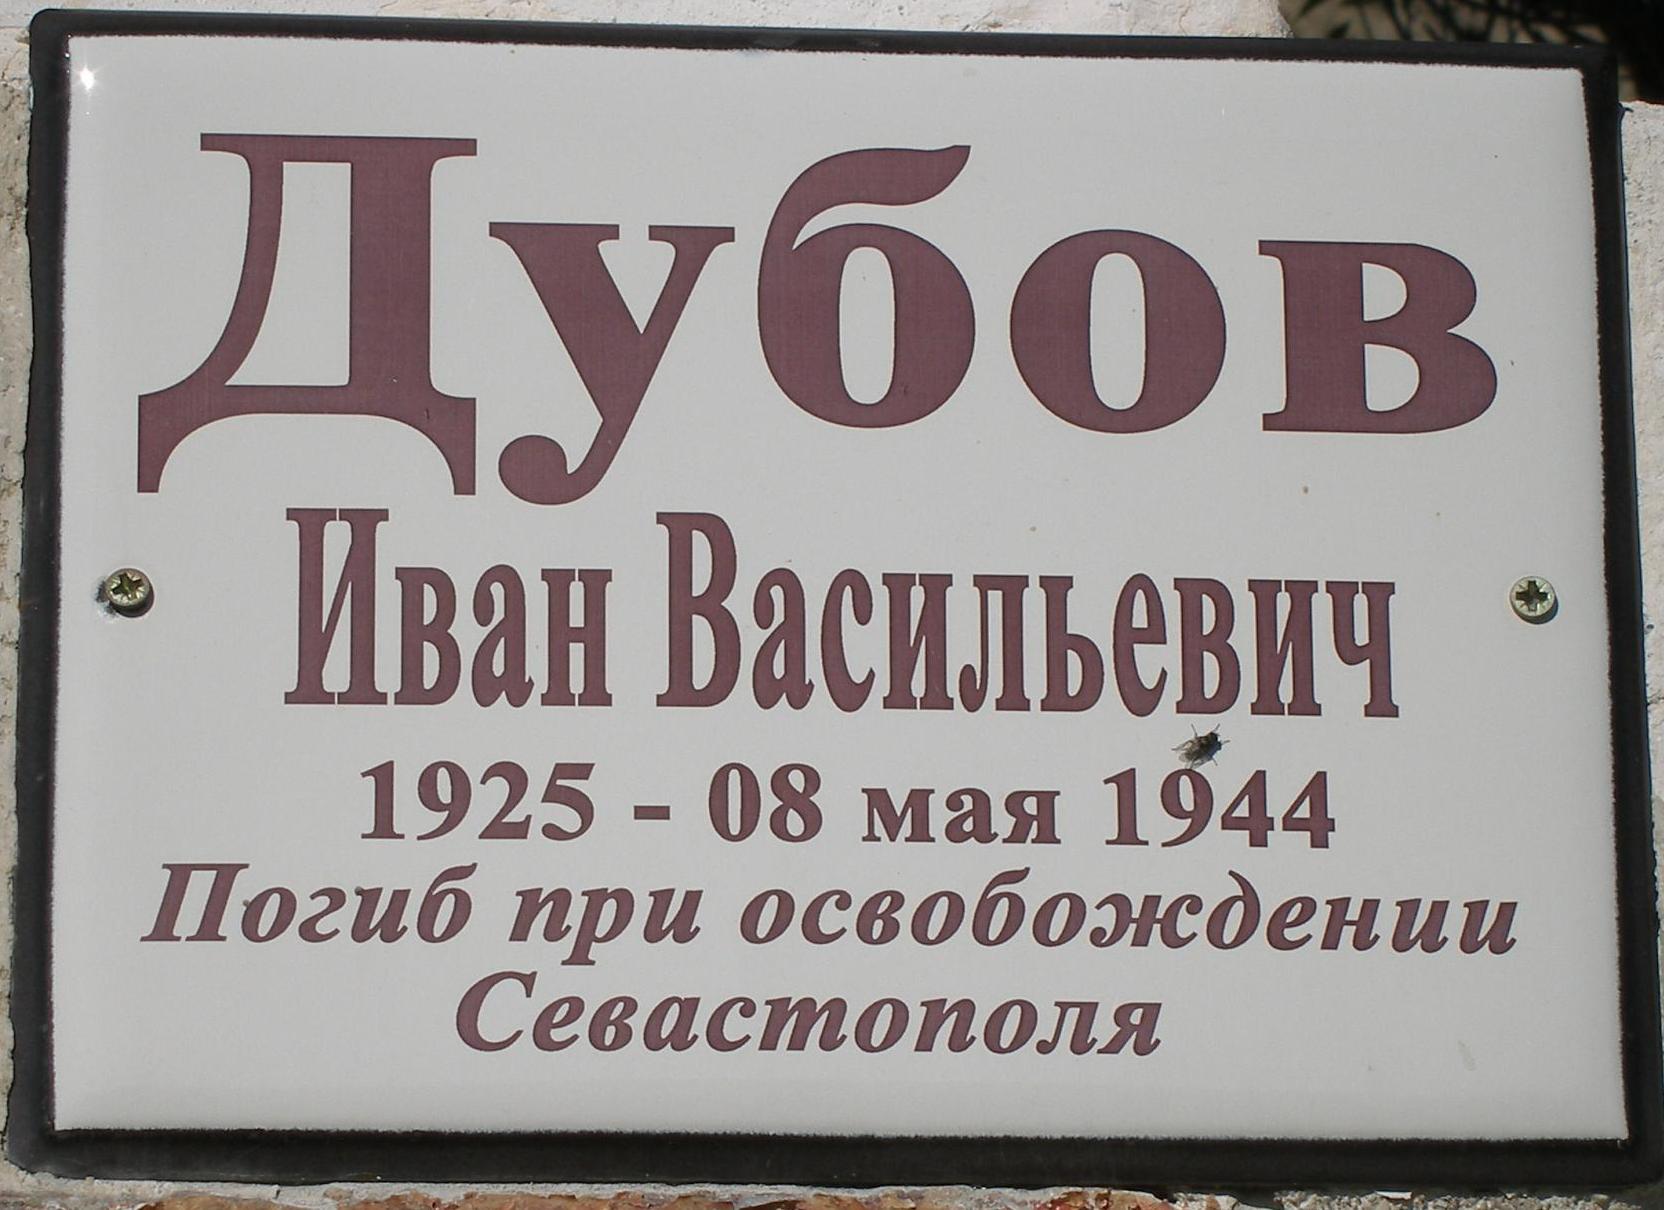 Дубов
Иван Васильевич
1925 - 08 мая 1944
Погиб при освобождении
Севастополя